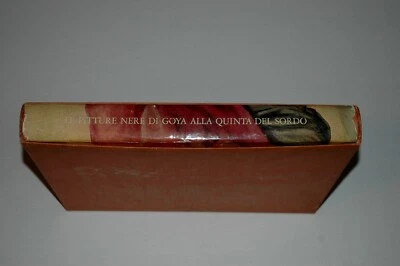 LE PITTURE NERE DI GOYA ALLA QUINTA DEL SORDO